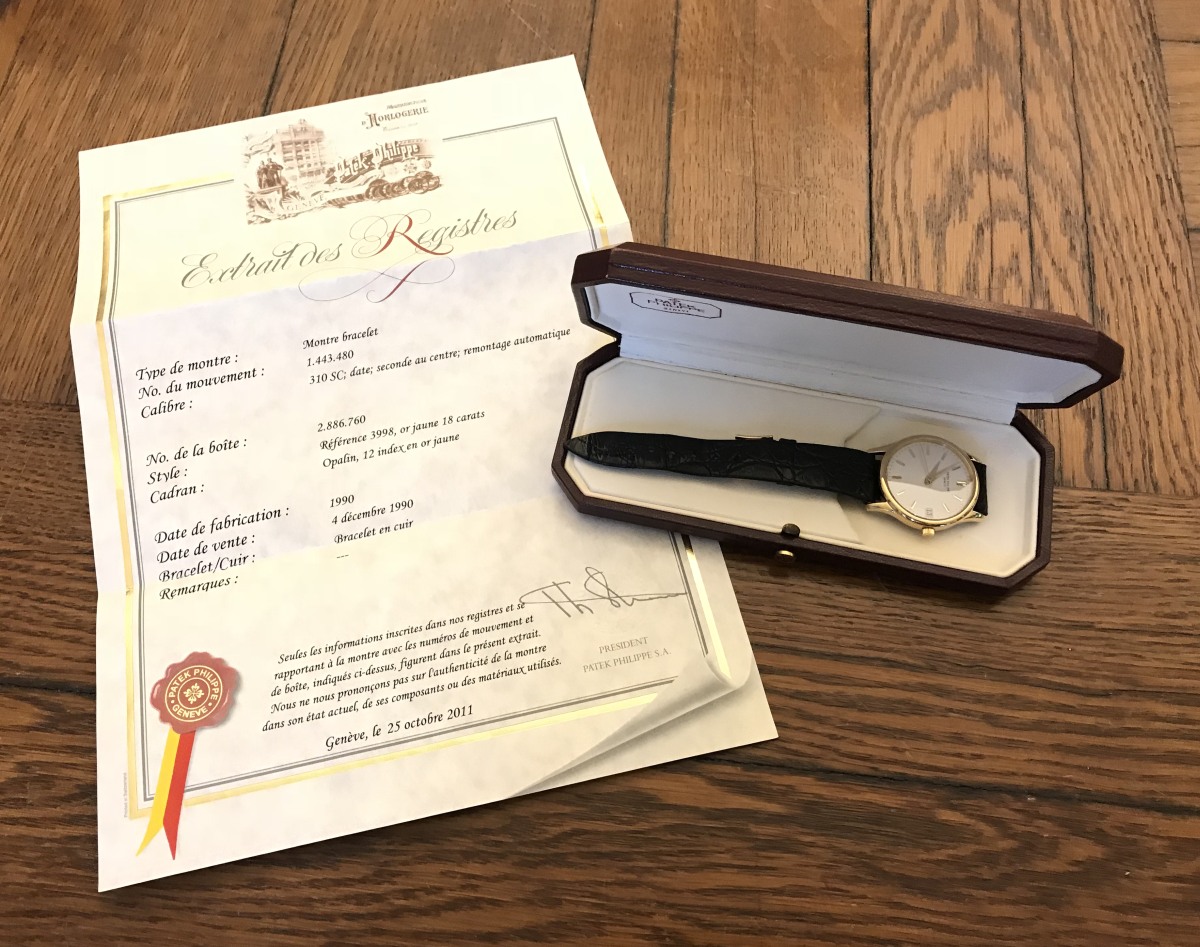 D'HORLOGERIE
Patek Philippe
GENÈVE
Extrait des Registres
Type de montre : Montre bracelet
No. du mouvement : 1.443.480
Calibre : 310 SC; date; seconde au centre; remontage automatique
No. de la boîte : 2.886.760
Style : Référence 3998, or jaune 18 carats
Cadran : Opalin, 12 index en or jaune
Date de fabrication : 1990
Date de vente : 4 décembre 1990
Bracelet/Cuir : Bracelet en cuir
Remarques : ---
Seules les informations inscrites dans nos registres et se
rapportant à la montre avec les numéros de mouvement et
de boîte, indiqués ci-dessus, figurent dans le présent extrait.
Nous ne nous prononçons pas sur l'authenticité de la montre
dans son état actuel, de ses composants ou des matériaux utilisés.
Genève, le 25 octobre 2011
PRESIDENT
PATEK PHILIPPE S.A.
PATEK PHILIPPE
GENEVE
PATEK
PHILIPPE
GENEVE